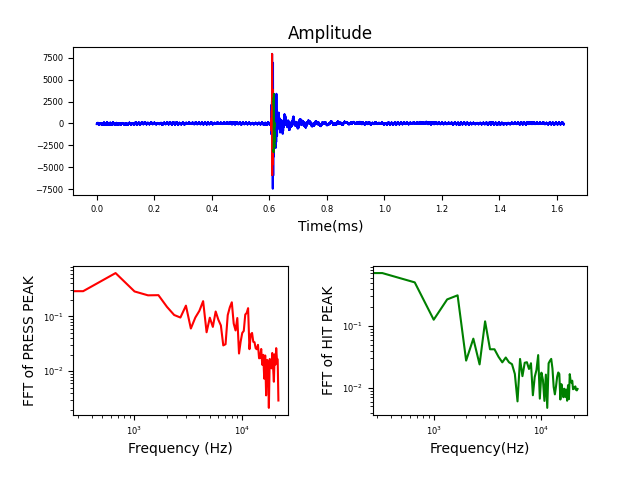 Amplitude
7500
5000
2500
0
−2500
−5000
−7500
0.0 0.2 0.4 0.6 0.8 1.0 1.2 1.4 1.6
Time(ms)
FFT of PRESS PEAK
10⁻¹
10⁻²
10³ 10⁴
Frequency (Hz)
FFT of HIT PEAK
10⁻¹
10⁻²
10³ 10⁴
Frequency(Hz)